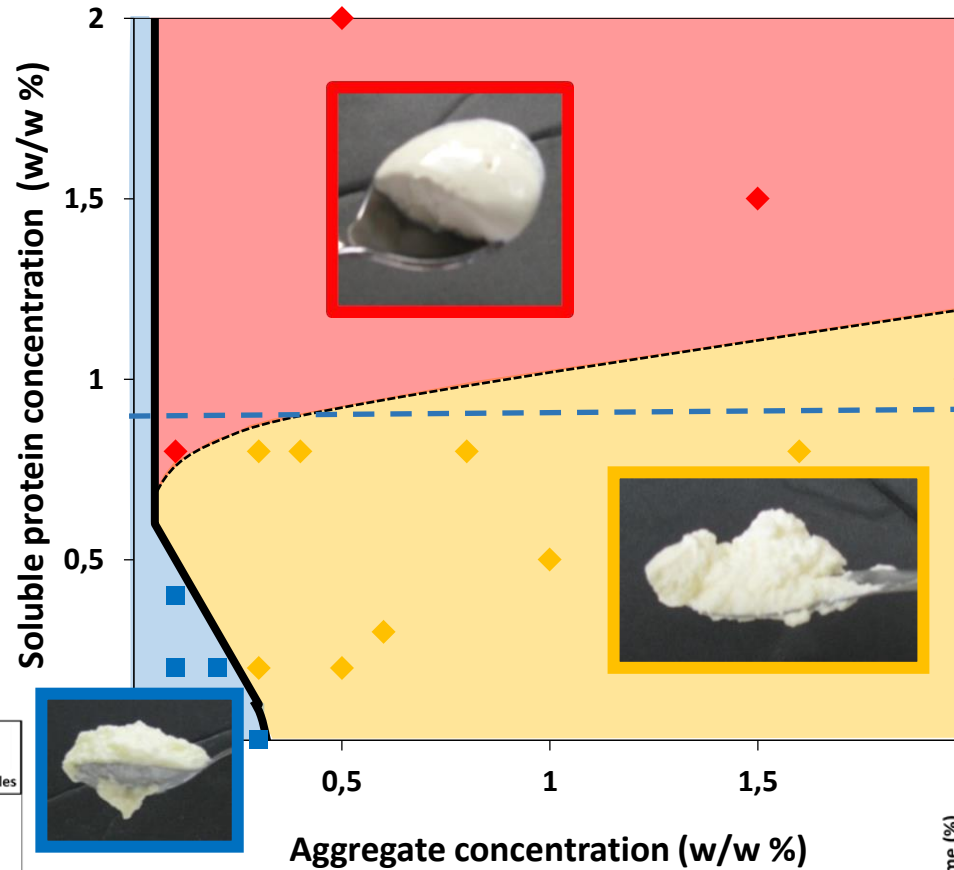 Soluble protein concentration (w/w %)
2
1,5
1
0,5
0,5 1 1,5
Aggregate concentration (w/w %)